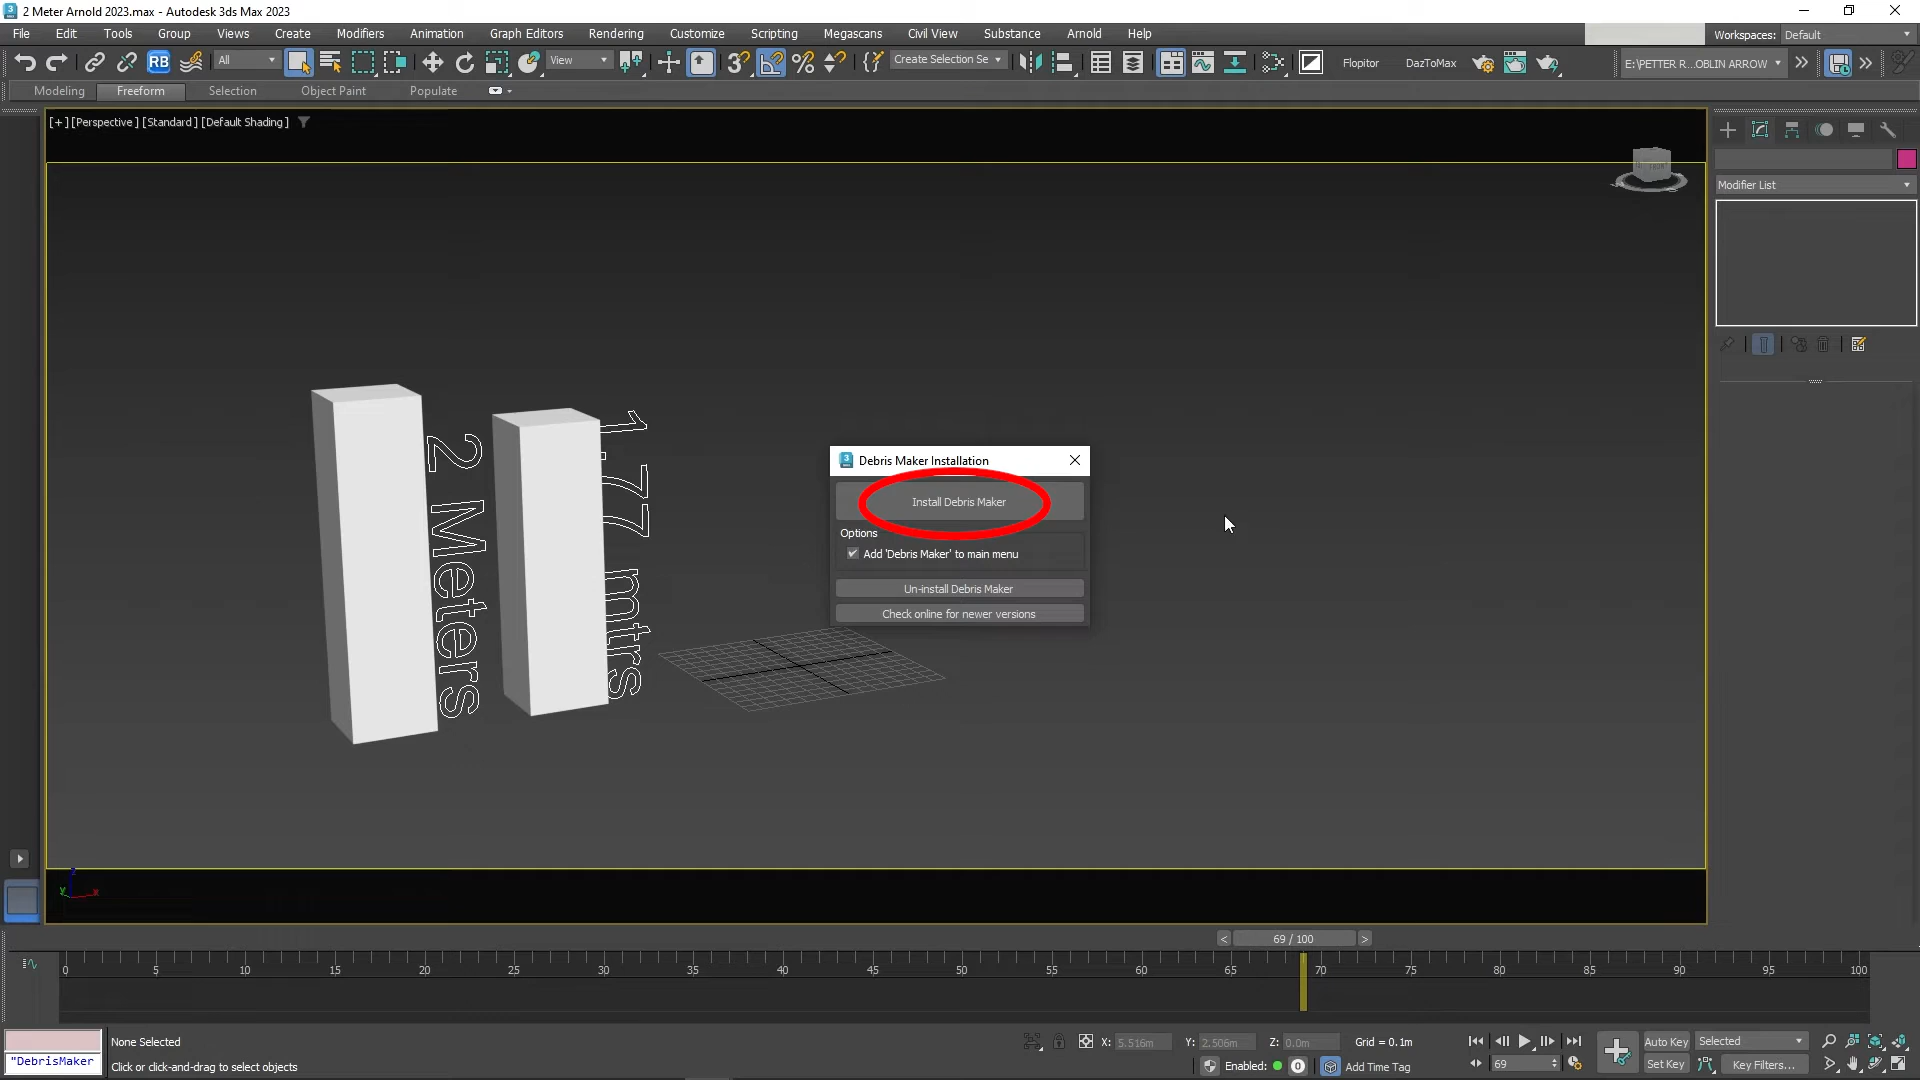 2 Meter Arnold 2023.max - Autodesk 3ds Max 2023
File Edit Tools Group Views Create Modifiers Animation Graph Editors Rendering Customize Scripting Megascans Civil View Substance Arnold Help
Workspaces: Default
RB All View Create Selection Se Flopitor DazToMax E:\PETTER R...OBLIN ARROW
Modeling Freeform Selection Object Paint Populate
[+] [Perspective] [Standard] [Default Shading]
Modifier List
2 Meters
1.77 mtrs
Debris Maker Installation
Install Debris Maker
Options
Add 'Debris Maker' to main menu
Un-install Debris Maker
Check online for newer versions
z
y x
< 69 / 100 >
0 5 10 15 20 25 30 35 40 45 50 55 60 65 70 75 80 85 90 95 100
None Selected
X: 5.516m Y: 2.506m Z: 0.0m Grid = 0.1m
Auto Key Selected
"DebrisMaker
Click or click-and-drag to select objects
Enabled: 0 Add Time Tag
69
Set Key Key Filters...